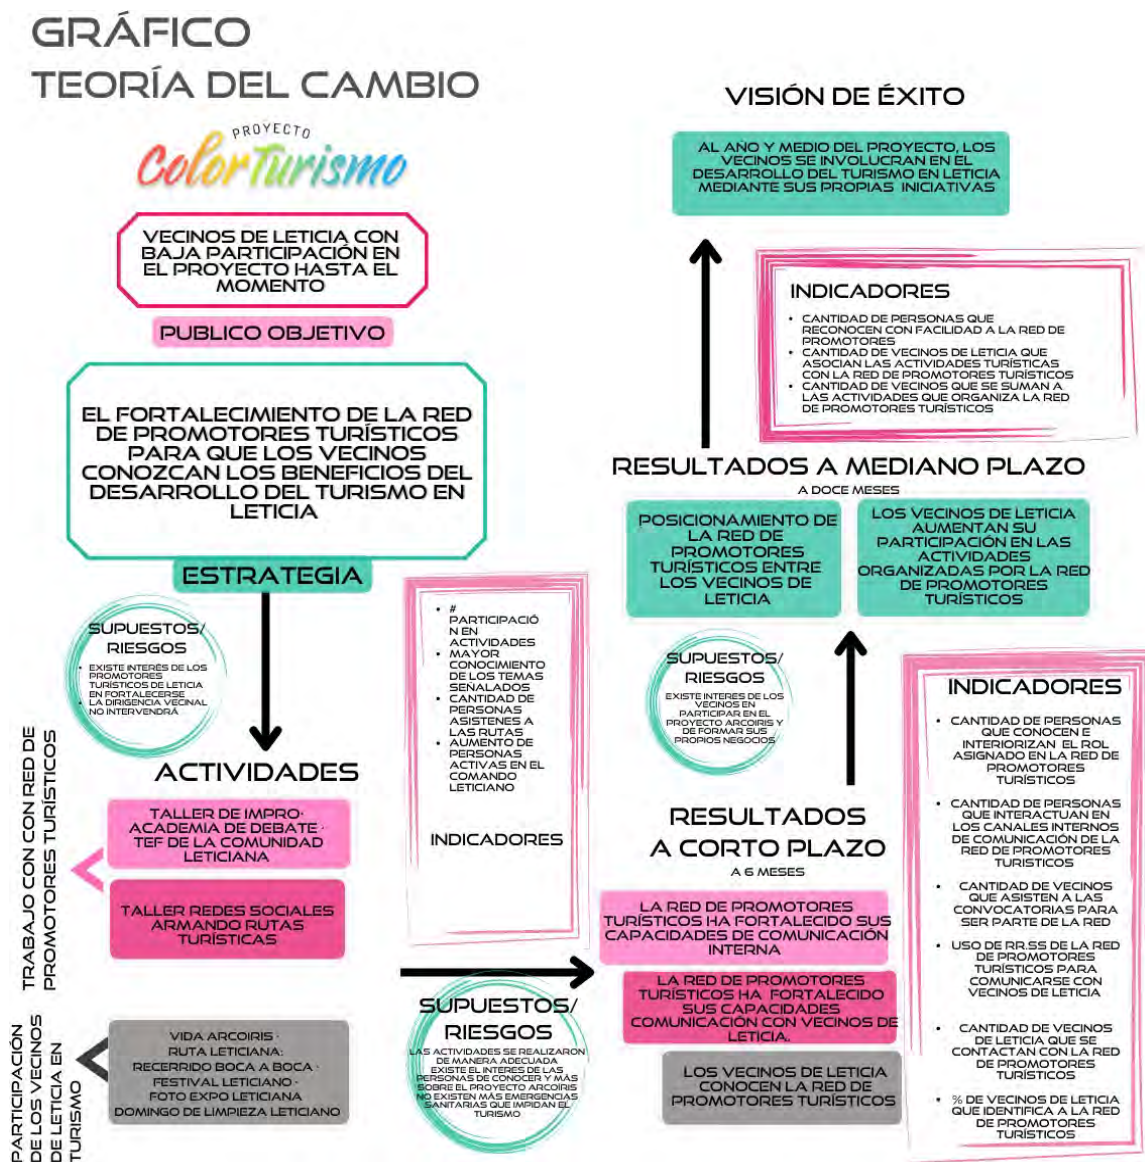 GRÁFICO
TEORÍA DEL CAMBIO
PROYECTO
ColorTurismo
VECINOS DE LETICIA CON
BAJA PARTICIPACIÓN EN
EL PROYECTO HASTA EL
MOMENTO
PUBLICO OBJETIVO
EL FORTALECIMIENTO DE LA RED
DE PROMOTORES TURÍSTICOS
PARA QUE LOS VECINOS
CONOZCAN LOS BENEFICIOS DEL
DESARROLLO DEL TURISMO EN
LETICIA
ESTRATEGIA
SUPUESTOS/
RIESGOS
• EXISTE INTERÉS DE LOS
PROMOTORES
TURÍSTICOS DE LETICIA
EN FORTALECERSE
• LA DIRIGENCIA VECINAL
NO INTERVENDRÁ
TRABAJO CON RED DE
PROMOTORES TURÍSTICOS
ACTIVIDADES
TALLER DE IMPRO·
ACADEMIA DE DEBATE ·
TEF DE LA COMUNIDAD
LETICIANA
TALLER REDES SOCIALES
ARMANDO RUTAS
TURÍSTICAS
PARTICIPACIÓN
DE LOS VECINOS
DE LETICIA EN
TURISMO
VIDA ARCOIRIS ·
RUTA LETICIANA:
RECERRIDO BOCA A BOCA ·
FESTIVAL LETICIANO ·
FOTO EXPO LETICIANA
DOMINGO DE LIMPIEZA LETICIANO
• #
PARTICIPACIÓ
N EN
ACTIVIDADES
• MAYOR
CONOCIMIENTO
DE LOS TEMAS
SEÑALADOS
• CANTIDAD DE
PERSONAS
ASISTENES A
LAS RUTAS
• AUMENTO DE
PERSONAS
ACTIVAS EN EL
COMANDO
LETICIANO
INDICADORES
SUPUESTOS/
RIESGOS
LAS ACTIVIDADES SE REALIZARON
DE MANERA ADECUADA
EXISTE EL INTERÉS DE LAS
PERSONAS DE CONOCER Y MÁS
SOBRE EL PROYECTO ARCOÍRIS
NO EXISTEN MÁS EMERGENCIAS
SANITARIAS QUE IMPIDAN EL
TURISMO
VISIÓN DE ÉXITO
AL AÑO Y MEDIO DEL PROYECTO, LOS
VECINOS SE INVOLUCRAN EN EL
DESARROLLO DEL TURISMO EN LETICIA
MEDIANTE SUS PROPIAS INICIATIVAS
INDICADORES
• CANTIDAD DE PERSONAS QUE
RECONOCEN CON FACILIDAD A LA RED DE
PROMOTORES
• CANTIDAD DE VECINOS DE LETICIA QUE
ASOCIAN LAS ACTIVIDADES TURÍSTICAS
CON LA RED DE PROMOTORES TURÍSTICOS
• CANTIDAD DE VECINOS QUE SE SUMAN A
LAS ACTIVIDADES QUE ORGANIZA LA RED
DE PROMOTORES TURÍSTICOS
RESULTADOS A MEDIANO PLAZO
A DOCE MESES
POSICIONAMIENTO DE
LA RED DE
PROMOTORES
TURÍSTICOS ENTRE
LOS VECINOS DE
LETICIA
LOS VECINOS DE LETICIA
AUMENTAN SU
PARTICIPACIÓN EN LAS
ACTIVIDADES
ORGANIZADAS POR LA RED
DE PROMOTORES
TURÍSTICOS
SUPUESTOS/
RIESGOS
EXISTE INTERES DE LOS
VECINOS EN
PARTICIPAR EN EL
PROYECTO ARCOIRIS Y
DE FORMAR SUS
PROPIOS NEGOCIOS
RESULTADOS
A CORTO PLAZO
A 6 MESES
LA RED DE PROMOTORES
TURÍSTICOS HA FORTALECIDO SUS
CAPACIDADES DE COMUNICACIÓN
INTERNA
LA RED DE PROMOTORES
TURÍSTICOS HA FORTALECIDO
SUS CAPACIDADES
COMUNICACIÓN CON VECINOS DE
LETICIA.
LOS VECINOS DE LETICIA
CONOCEN LA RED DE
PROMOTORES TURÍSTICOS
INDICADORES
• CANTIDAD DE PERSONAS
QUE CONOCEN E
INTERIORIZAN EL ROL
ASIGNADO EN LA RED DE
PROMOTORES
TURÍSTICOS
• CANTIDAD DE PERSONAS
QUE INTERACTUAN EN
LOS CANALES INTERNOS
DE COMUNICACIÓN DE LA
RED DE PROMOTORES
TURISTICOS
• CANTIDAD DE VECINOS
QUE ASISTEN A LAS
CONVOCATORIAS PARA
SER PARTE DE LA RED
• USO DE RR.SS DE LA RED
DE PROMOTORES
TURÍSTICOS PARA
COMUNICARSE CON
VECINOS DE LETICIA
• CANTIDAD DE VECINOS
DE LETICIA QUE SE
CONTACTAN CON LA RED
DE PROMOTORES
TURÍSTICOS
• % DE VECINOS DE LETICIA
QUE IDENTIFICA A LA RED
DE PROMOTORES
TURÍSTICOS